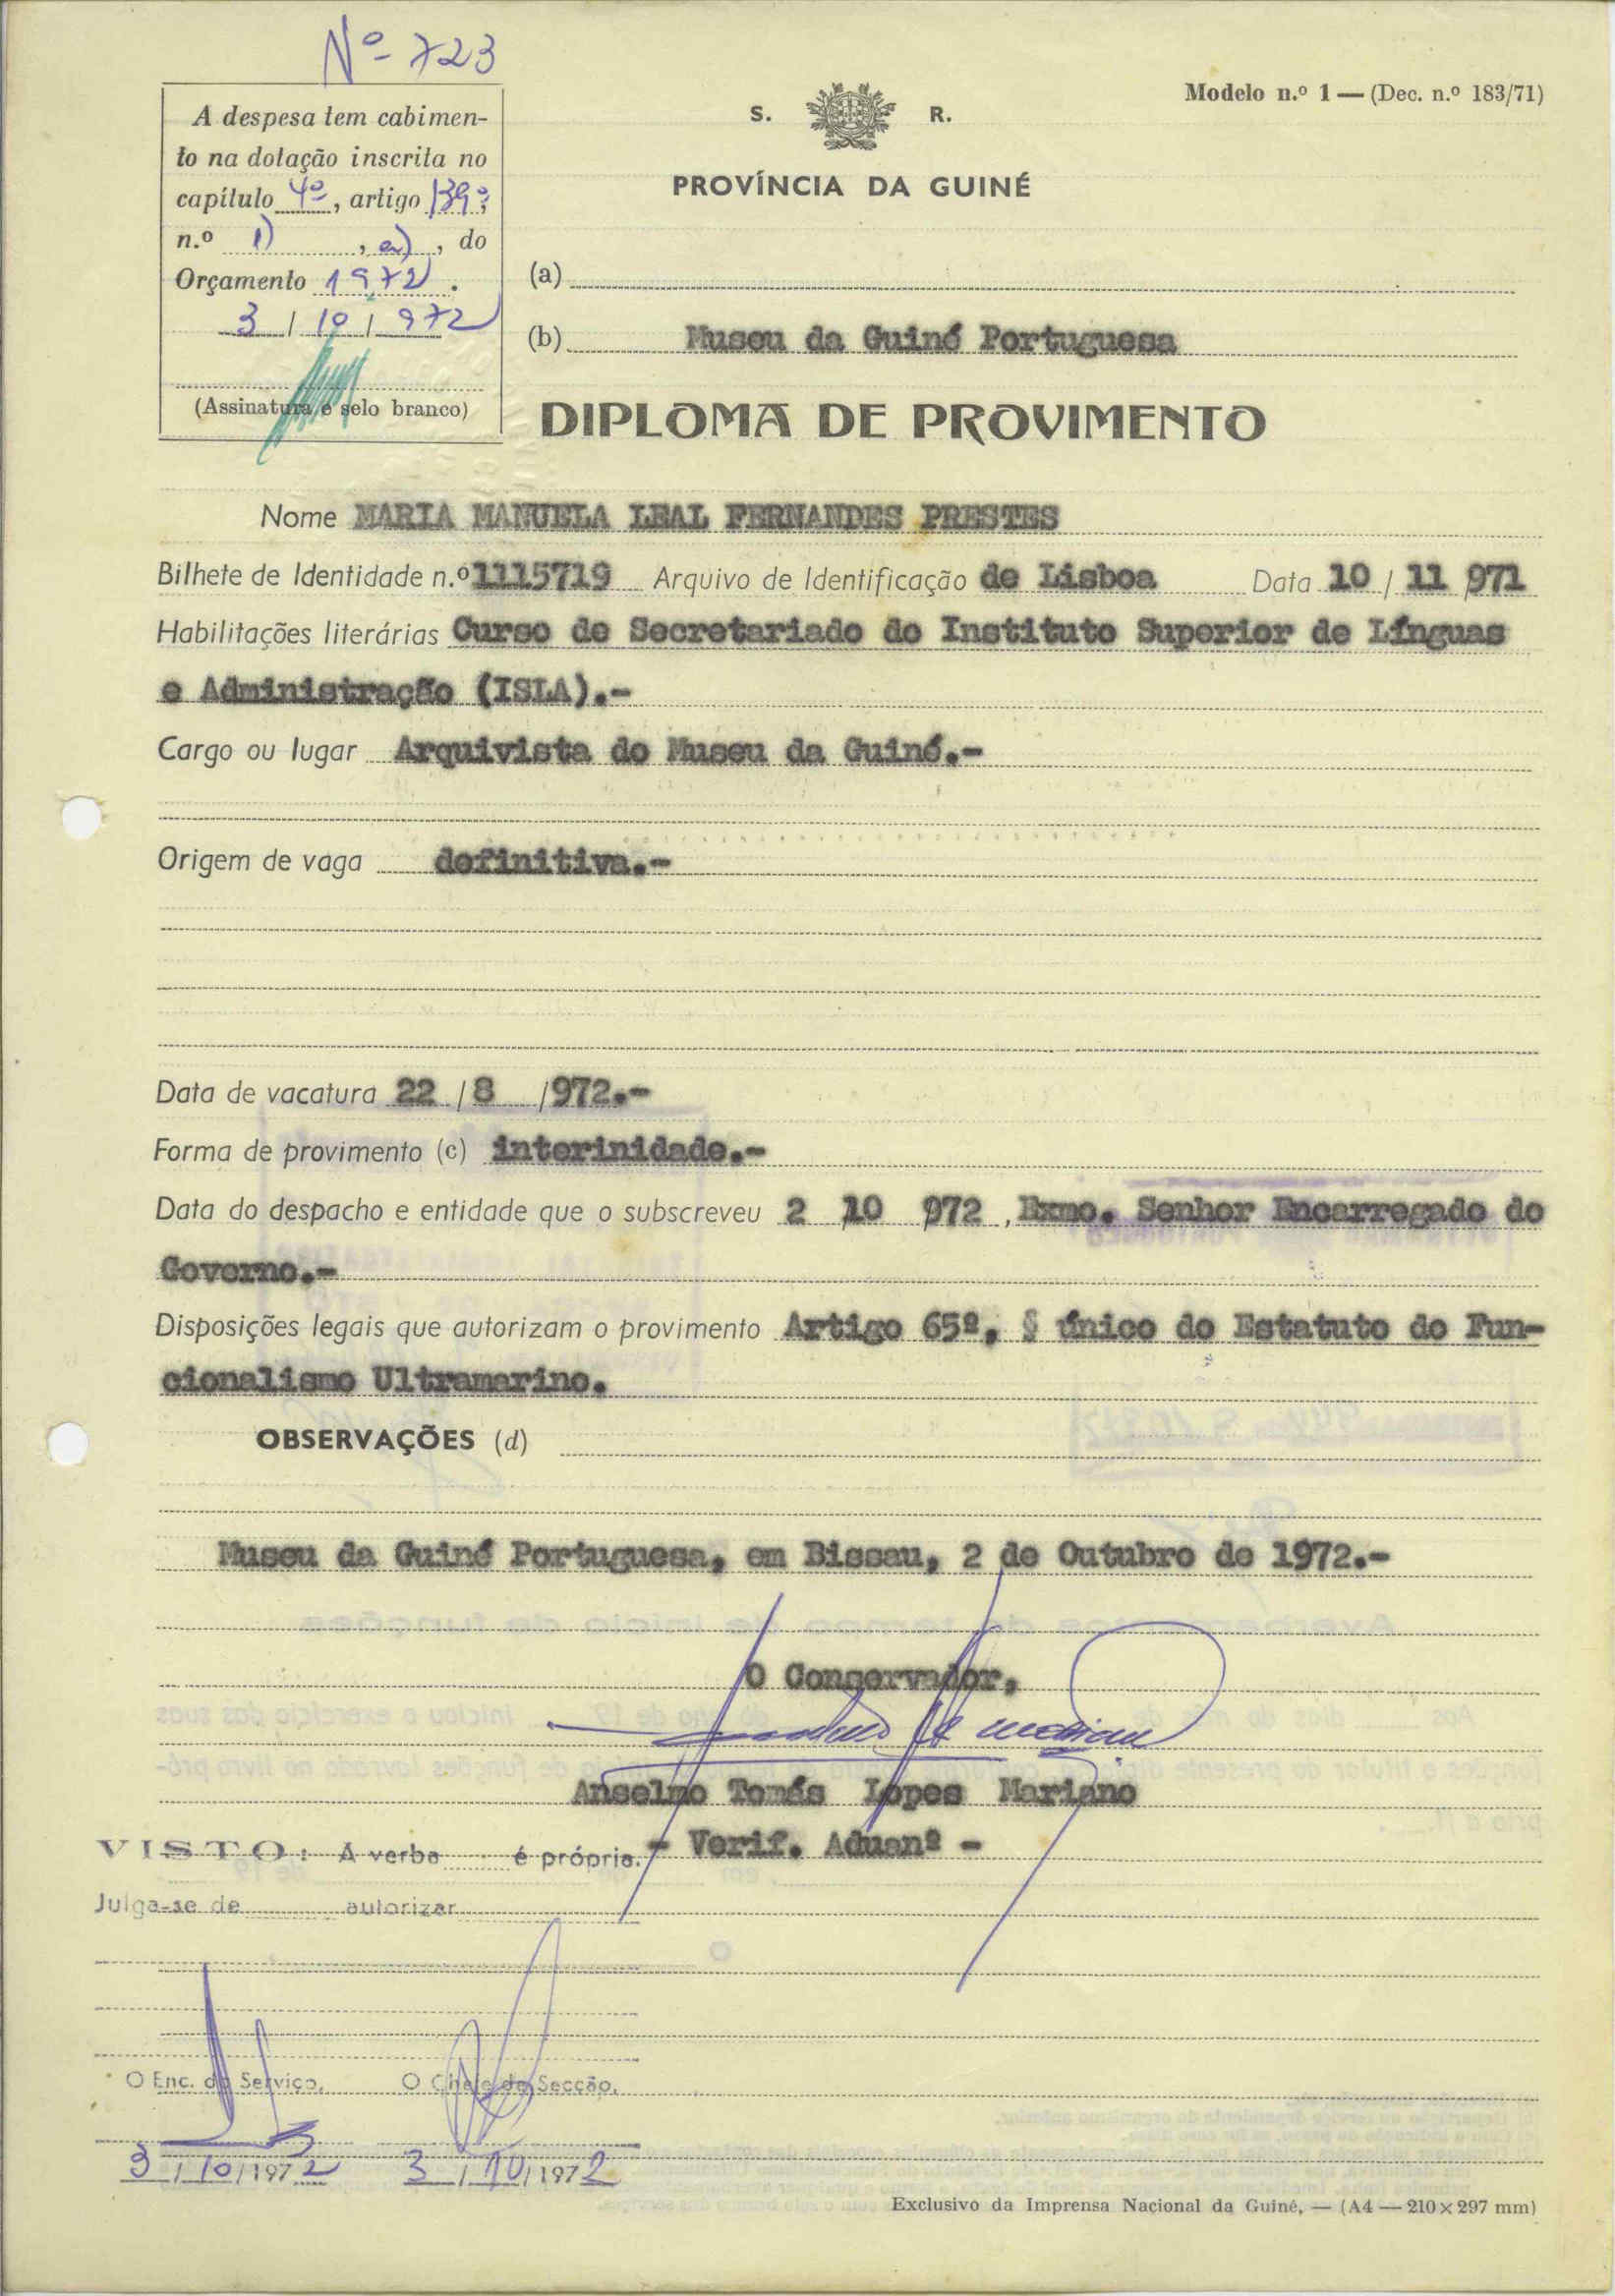 Nº 723
A despesa tem cabimen-
to na dotação inscrita no
capítulo 4º, artigo 139º,
n.º 1) , a) , do
Orçamento 1972.
3 / 10 / 972
(Assinatura e selo branco)
Modelo n.º 1 — (Dec. n.º 183/71)
S. R.
PROVÍNCIA DA GUINÉ
(a)
(b) Museu da Guiné Portuguesa
DIPLOMA DE PROVIMENTO
Nome MARIA MANUELA LEAL FERNANDES PRESTES
Bilhete de Identidade n.º 1115719 Arquivo de Identificação de Lisboa Data 10 / 11 / 971
Habilitações literárias Curso de Secretariado do Instituto Superior de Línguas
e Administração (ISLA).-
Cargo ou lugar Arquivista do Museu da Guiné.-
Origem de vaga definitiva.-
Data de vacatura 22 / 8 / 972.-
Forma de provimento (c) interinidade.-
Data do despacho e entidade que o subscreveu 2 / 10 / 972 , Exmo. Senhor Encarregado do
Governo.-
Disposições legais que autorizam o provimento Artigo 65º, § único do Estatuto do Fun-
cionalismo Ultramarino.
OBSERVAÇÕES (d)
Museu da Guiné Portuguesa, em Bissau, 2 de Outubro de 1972.-
O Conservador,
Anselmo Tomás Lopes Mariano
- Verif. Aduanº -
VISTO: A verba é própria.
Julga-se de autorizar
O Enc. do Serviço, O Chefe de Secção,
3 / 10 / 1972 3 / 10 / 1972
Exclusivo da Imprensa Nacional da Guiné. — (A4 — 210 × 297 mm)